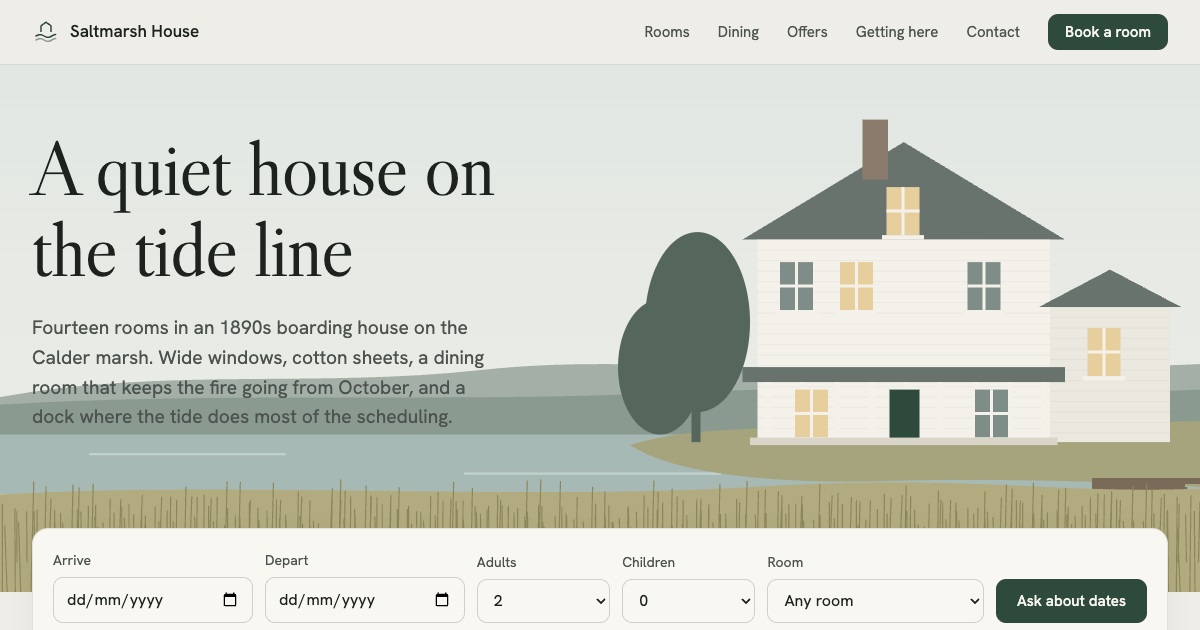 Saltmarsh House
Rooms
Dining
Offers
Getting here
Contact
Book a room
A quiet house on
the tide line
Fourteen rooms in an 1890s boarding house on the
Calder marsh. Wide windows, cotton sheets, a dining
room that keeps the fire going from October, and a
dock where the tide does most of the scheduling.
Arrive
Depart
Adults
Children
Room
dd/mm/yyyy
dd/mm/yyyy
2
0
Any room
Ask about dates